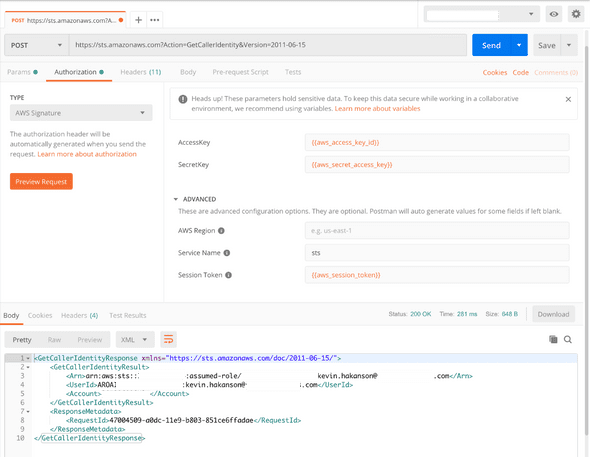 POST https://sts.amazonaws.com?A...
POST https://sts.amazonaws.com?Action=GetCallerIdentity&Version=2011-06-15 Send Save
Params Authorization Headers (11) Body Pre-request Script Tests Cookies Code Comments (0)
TYPE
AWS Signature
The authorization header will be
automatically generated when you send the
request. Learn more about authorization
Preview Request
Heads up! These parameters hold sensitive data. To keep this data secure while working in a collaborative
environment, we recommend using variables. Learn more about variables
AccessKey {{aws_access_key_id}}
SecretKey {{aws_secret_access_key}}
ADVANCED
These are advanced configuration options. They are optional. Postman will auto generate values for some fields if left blank.
AWS Region e.g. us-east-1
Service Name sts
Session Token {{aws_session_token}}
Body Cookies Headers (4) Test Results Status: 200 OK Time: 281 ms Size: 848 B Download
Pretty Raw Preview XML
1 <GetCallerIdentityResponse xmlns="https://sts.amazonaws.com/doc/2011-06-15/">
2 <GetCallerIdentityResult>
3 <Arn>arn:aws:sts:: :assumed-role/ kevin.hakanson@ .com</Arn>
4 <UserId>AROAI :kevin.hakanson@ .com</UserId>
5 <Account> </Account>
6 </GetCallerIdentityResult>
7 <ResponseMetadata>
8 <RequestId>47004509-a0dc-11e9-b803-851ce6ffadae</RequestId>
9 </ResponseMetadata>
10 </GetCallerIdentityResponse>